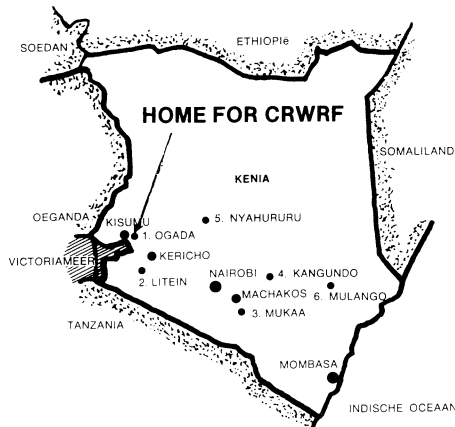 ETHIOPIë
SOEDAN
HOME FOR CRWRF
SOMALILAND
KENIA
OEGANDA
KISUMU
5. NYAHURURU
1. OGADA
VICTORIAMEER
KERICHO
2. LITEIN
NAIROBI
4. KANGUNDO
MACHAKOS
6. MULANGO
3. MUKAA
TANZANIA
MOMBASA
INDISCHE OCEAAN